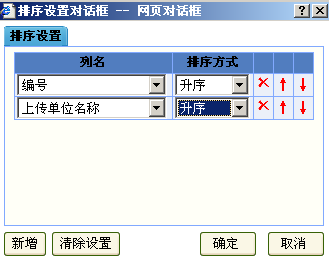 排序设置对话框 -- 网页对话框
排序设置
列名 排序方式
编号 升序
上传单位名称 升序
新增 清除设置 确定 取消